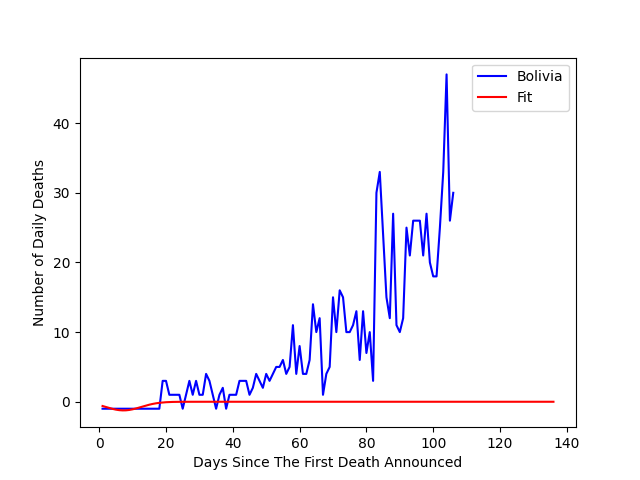 Bolivia
Fit
40
30
20
10
0
Number of Daily Deaths
0 20 40 60 80 100 120 140
Days Since The First Death Announced